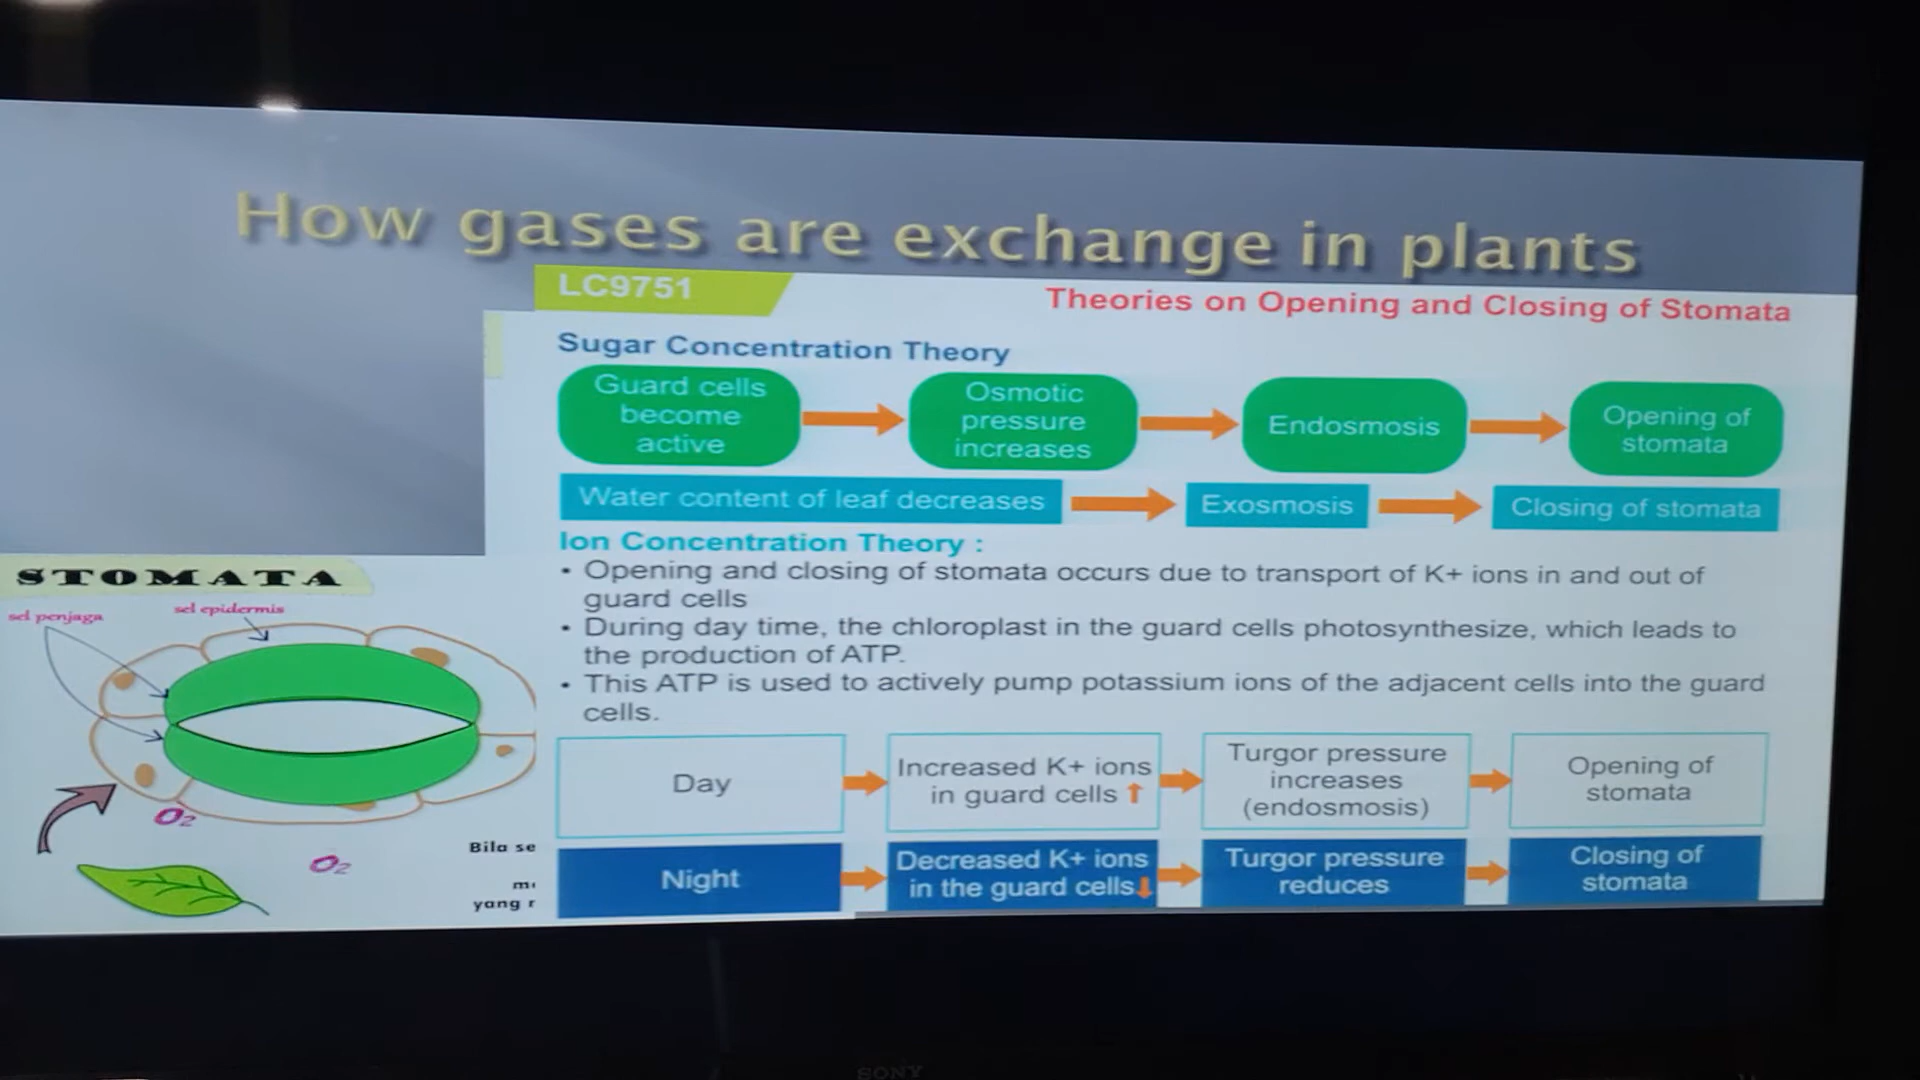 How gases are exchange in plants
LC9751
Theories on Opening and Closing of Stomata
Sugar Concentration Theory
Guard cells
become
active
Osmotic
pressure
increases
Endosmosis
Opening of
stomata
Water content of leaf decreases
Exosmosis
Closing of stomata
Ion Concentration Theory :
• Opening and closing of stomata occurs due to transport of K+ ions in and out of
guard cells
• During day time, the chloroplast in the guard cells photosynthesize, which leads to
the production of ATP.
• This ATP is used to actively pump potassium ions of the adjacent cells into the guard
cells.
Day
Increased K+ ions
in guard cells ↑
Turgor pressure
increases
(endosmosis)
Opening of
stomata
Night
Decreased K+ ions
in the guard cells↓
Turgor pressure
reduces
Closing of
stomata
STOMATA
sel penjaga
sel epidermis
O₂
O₂
Bila se
yang r
SONY